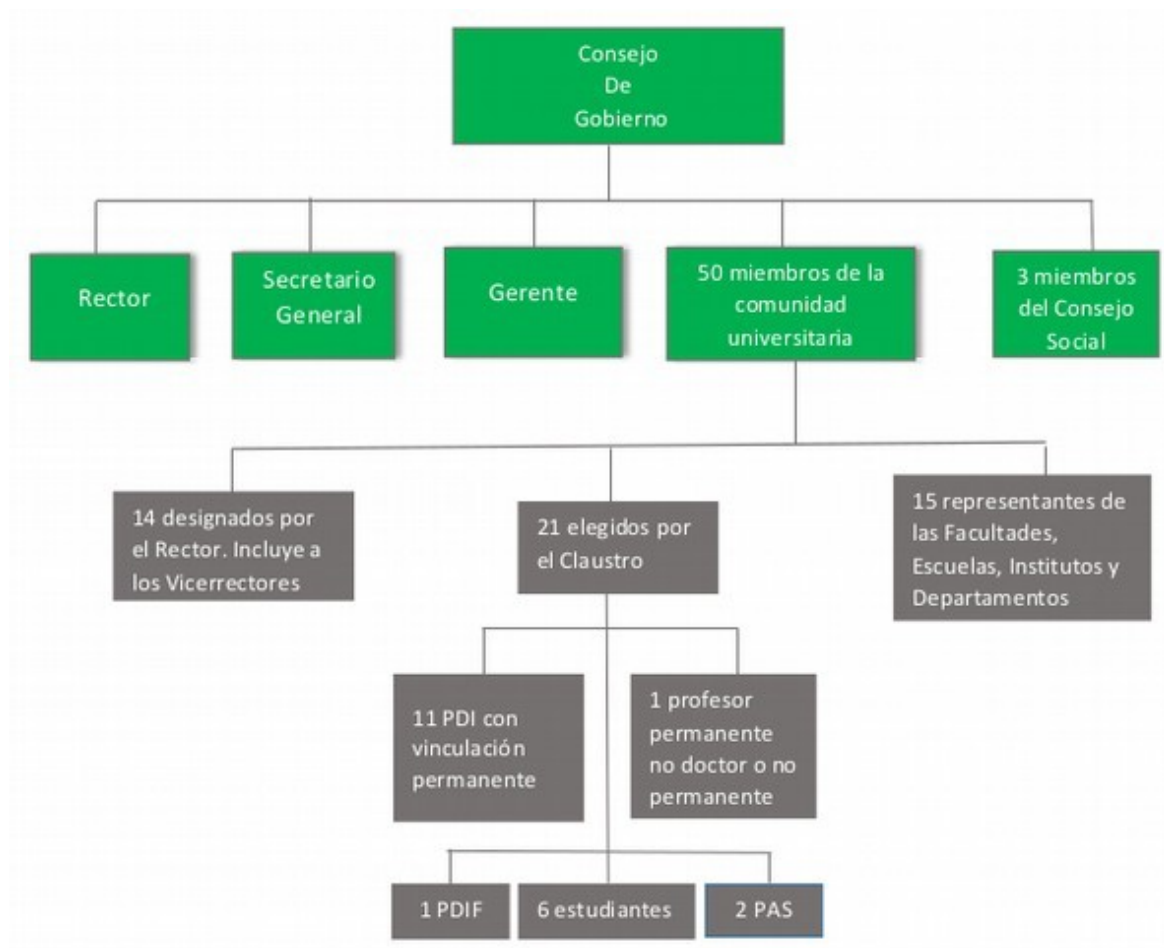 Consejo
De
Gobierno
Rector
Secretario
General
Gerente
50 miembros de la
comunidad
universitaria
3 miembros
del Consejo
Social
14 designados por
el Rector. Incluye a
los Vicerrectores
21 elegidos por
el Claustro
15 representantes de
las Facultades,
Escuelas, Institutos y
Departamentos
11 PDI con
vinculación
permanente
1 profesor
permanente
no doctor o no
permanente
1 PDIF
6 estudiantes
2 PAS